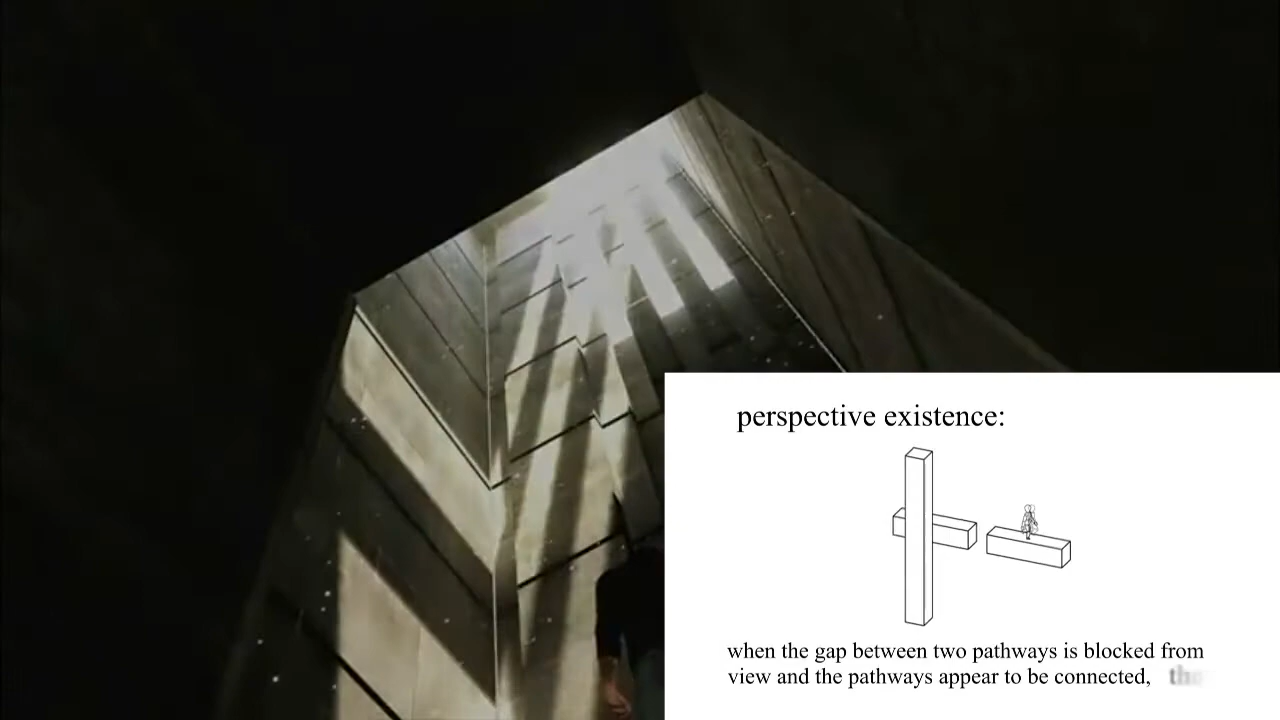 perspective existence:
when the gap between two pathways is blocked from
view and the pathways appear to be connected,